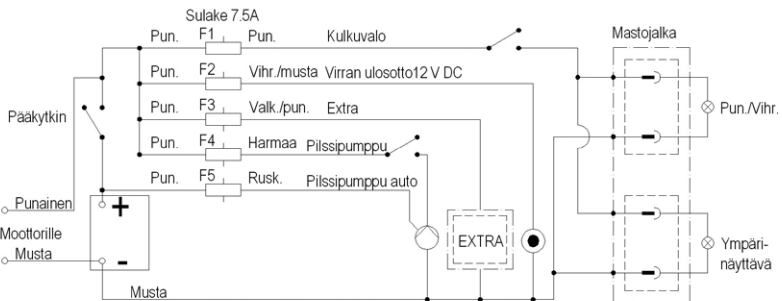 Sulake 7.5A
Pun. F1 Pun. Kulkuvalo
Mastojalka
Pun. F2 Vihr./musta Virran ulosotto12 V DC
Pun. F3 Valk./pun. Extra
Pun./Vihr.
Pääkytkin
Pun. F4 Harmaa Pilssipumppu
Pun. F5 Rusk. Pilssipumppu auto
Punainen
+
Moottorille
EXTRA
Ympäri-
näyttävä
Musta
-
Musta